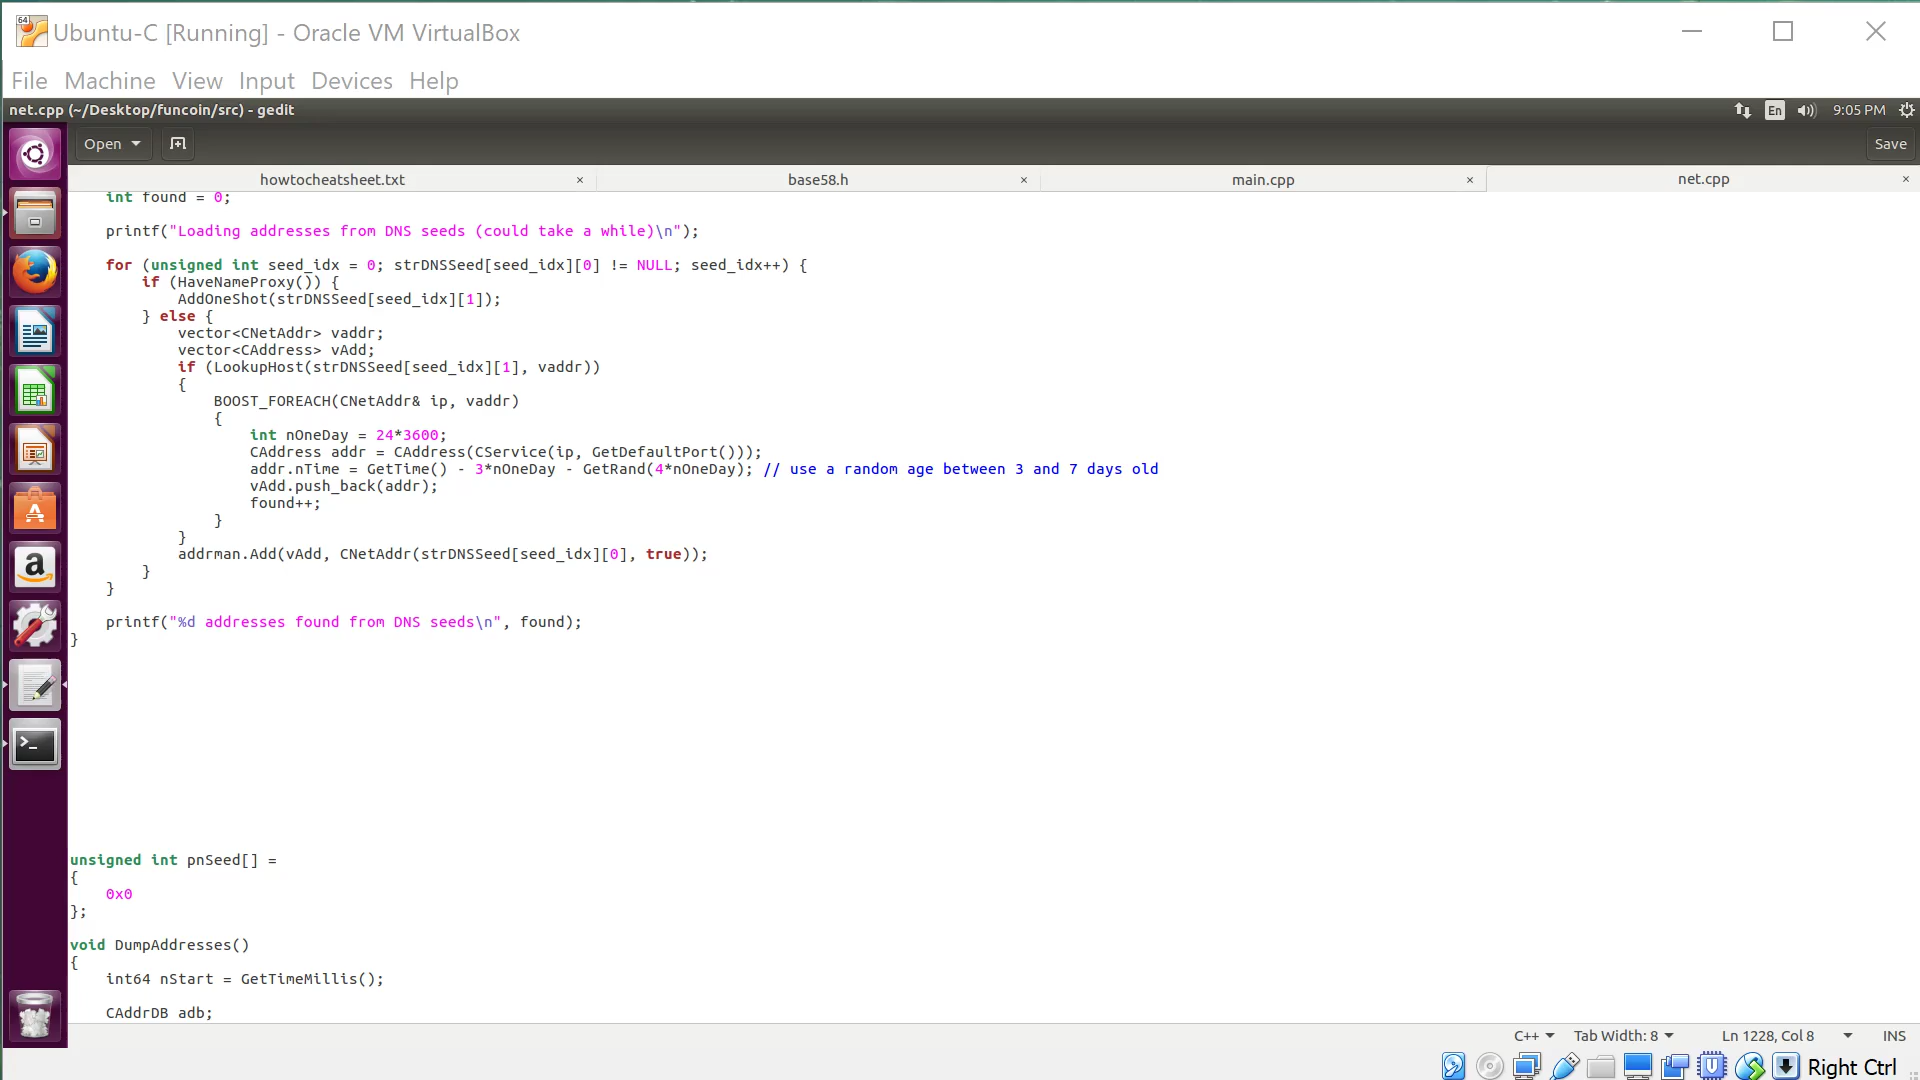 Ubuntu-C [Running] - Oracle VM VirtualBox
File Machine View Input Devices Help
net.cpp (~/Desktop/funcoin/src) - gedit
En 9:05 PM
Open
Save
howtocheatsheet.txt × base58.h × main.cpp × net.cpp ×
    int found = 0;
    printf("Loading addresses from DNS seeds (could take a while)\n");
    for (unsigned int seed_idx = 0; strDNSSeed[seed_idx][0] != NULL; seed_idx++) {
        if (HaveNameProxy()) {
            AddOneShot(strDNSSeed[seed_idx][1]);
        } else {
            vector<CNetAddr> vaddr;
            vector<CAddress> vAdd;
            if (LookupHost(strDNSSeed[seed_idx][1], vaddr))
            {
                BOOST_FOREACH(CNetAddr& ip, vaddr)
                {
                    int nOneDay = 24*3600;
                    CAddress addr = CAddress(CService(ip, GetDefaultPort()));
                    addr.nTime = GetTime() - 3*nOneDay - GetRand(4*nOneDay); // use a random age between 3 and 7 days old
                    vAdd.push_back(addr);
                    found++;
                }
            }
            addrman.Add(vAdd, CNetAddr(strDNSSeed[seed_idx][0], true));
        }
    }
    printf("%d addresses found from DNS seeds\n", found);
}
unsigned int pnSeed[] =
{
    0x0
};
void DumpAddresses()
{
    int64 nStart = GetTimeMillis();
    CAddrDB adb;
C++ Tab Width: 8 Ln 1228, Col 8 INS
Right Ctrl
64